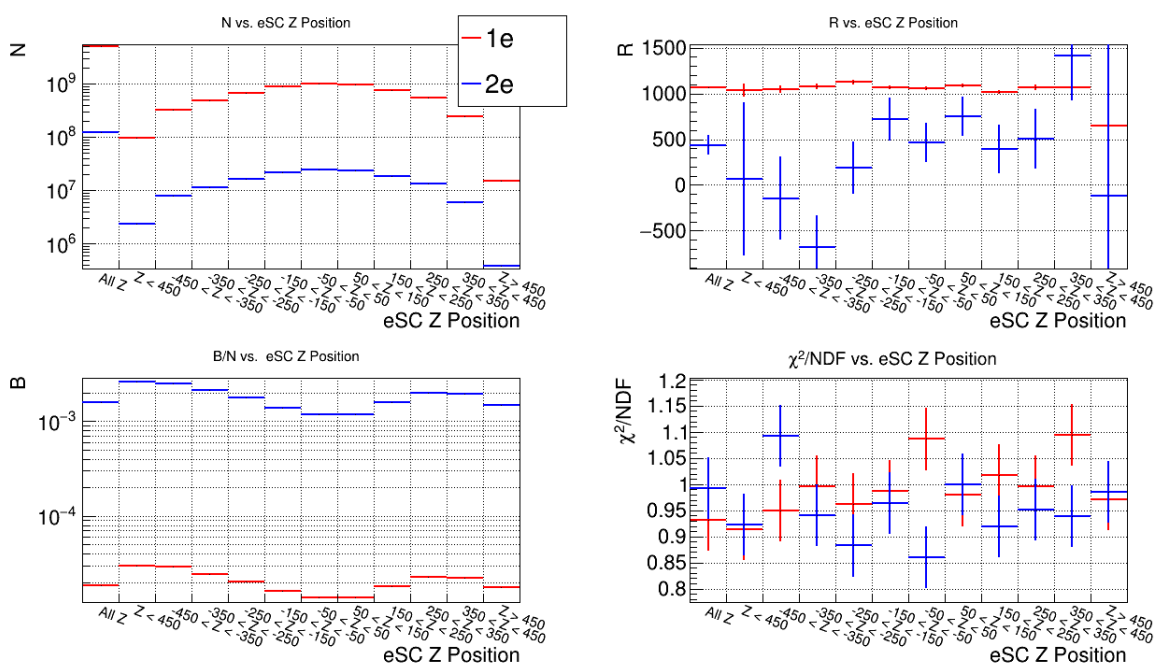 N vs. eSC Z Position
N
10⁹
10⁸
10⁷
10⁶
1e
2e
All Z
Z < 450
-450 < Z < -350
-350 < Z < -250
-250 < Z < -150
-150 < Z < -50
-50 < Z < 50
50 < Z < 150
150 < Z < 250
250 < Z < 350
350 < Z < 450
Z > 450
eSC Z Position
R vs. eSC Z Position
R
1500
1000
500
0
−500
All Z
Z < 450
-450 < Z < -350
-350 < Z < -250
-250 < Z < -150
-150 < Z < -50
-50 < Z < 50
50 < Z < 150
150 < Z < 250
250 < Z < 350
350 < Z < 450
Z > 450
eSC Z Position
B/N vs. eSC Z Position
B
10⁻³
10⁻⁴
All Z
Z < 450
-450 < Z < -350
-350 < Z < -250
-250 < Z < -150
-150 < Z < -50
-50 < Z < 50
50 < Z < 150
150 < Z < 250
250 < Z < 350
350 < Z < 450
Z > 450
eSC Z Position
χ²/NDF vs. eSC Z Position
χ²/NDF
1.2
1.15
1.1
1.05
1
0.95
0.9
0.85
0.8
All Z
Z < 450
-450 < Z < -350
-350 < Z < -250
-250 < Z < -150
-150 < Z < -50
-50 < Z < 50
50 < Z < 150
150 < Z < 250
250 < Z < 350
350 < Z < 450
Z > 450
eSC Z Position